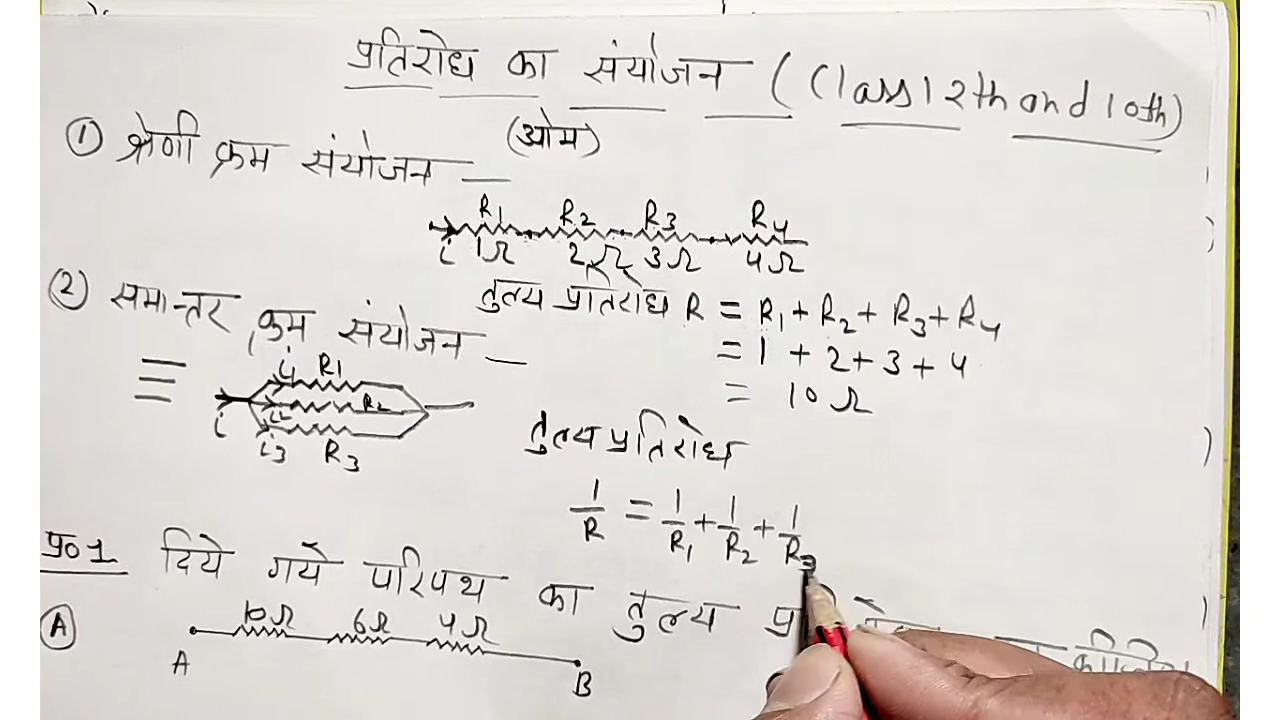 प्रतिरोध का संयोजन ( Class 12th and 10th)
(ओम)
① श्रेणी क्रम संयोजन —
R1 R2 R3 R4
i 1Ω 2Ω 3Ω 4Ω
तुल्य प्रतिरोध R = R1 + R2 + R3 + R4
= 1 + 2 + 3 + 4
= 10 Ω
② समान्तर क्रम संयोजन —
i1 R1
i i2 R2
i3 R3
तुल्य प्रतिरोध
1/R = 1/R1 + 1/R2 + 1/R3
प्र०1 दिये गये परिपथ का तुल्य
(A) 10Ω 6Ω 4Ω
A B